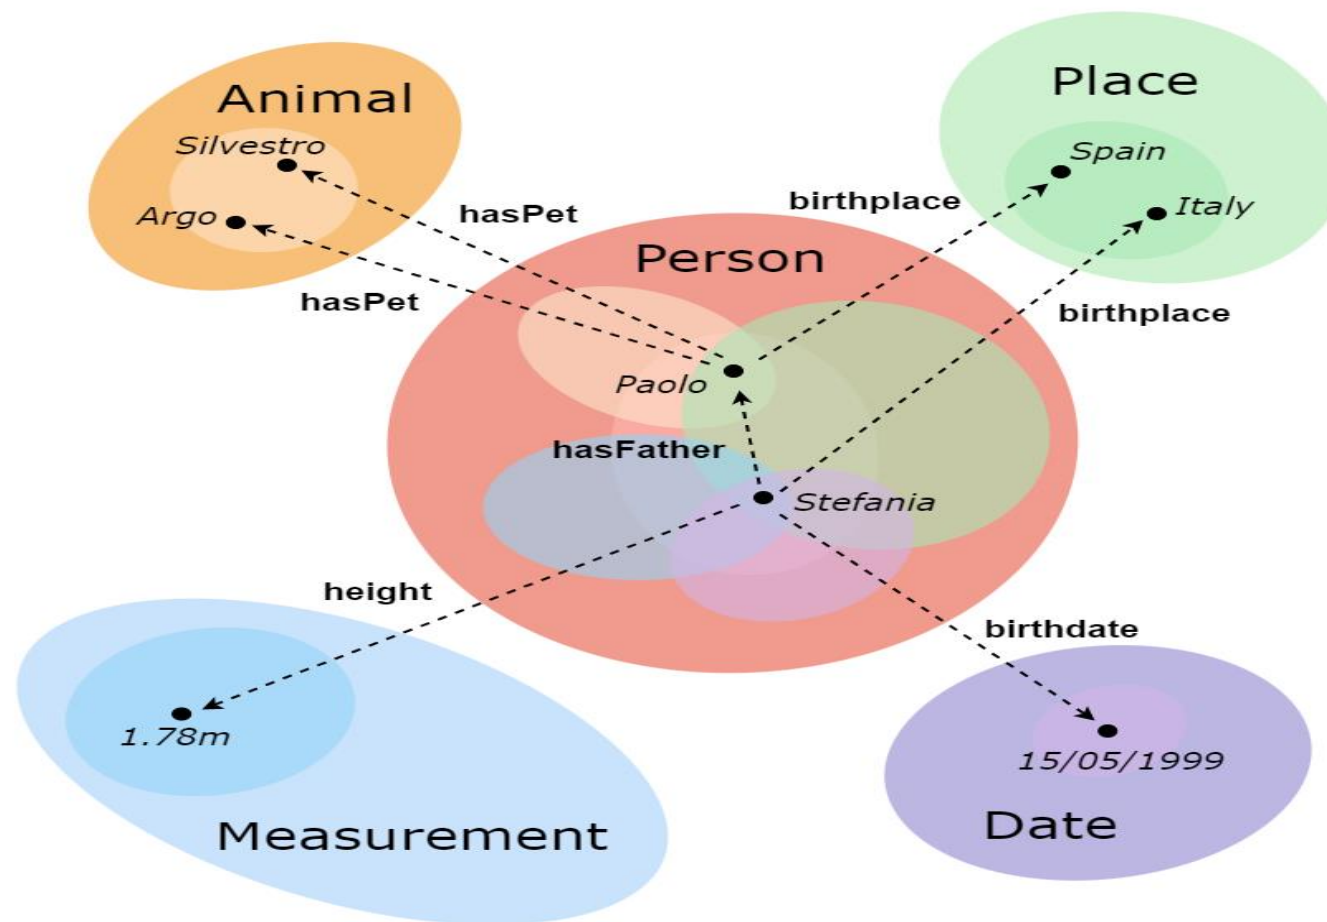 Animal
Place
Silvestro
Spain
Argo
hasPet
birthplace
Italy
Person
hasPet
birthplace
Paolo
hasFather
Stefania
height
birthdate
1.78m
15/05/1999
Measurement
Date